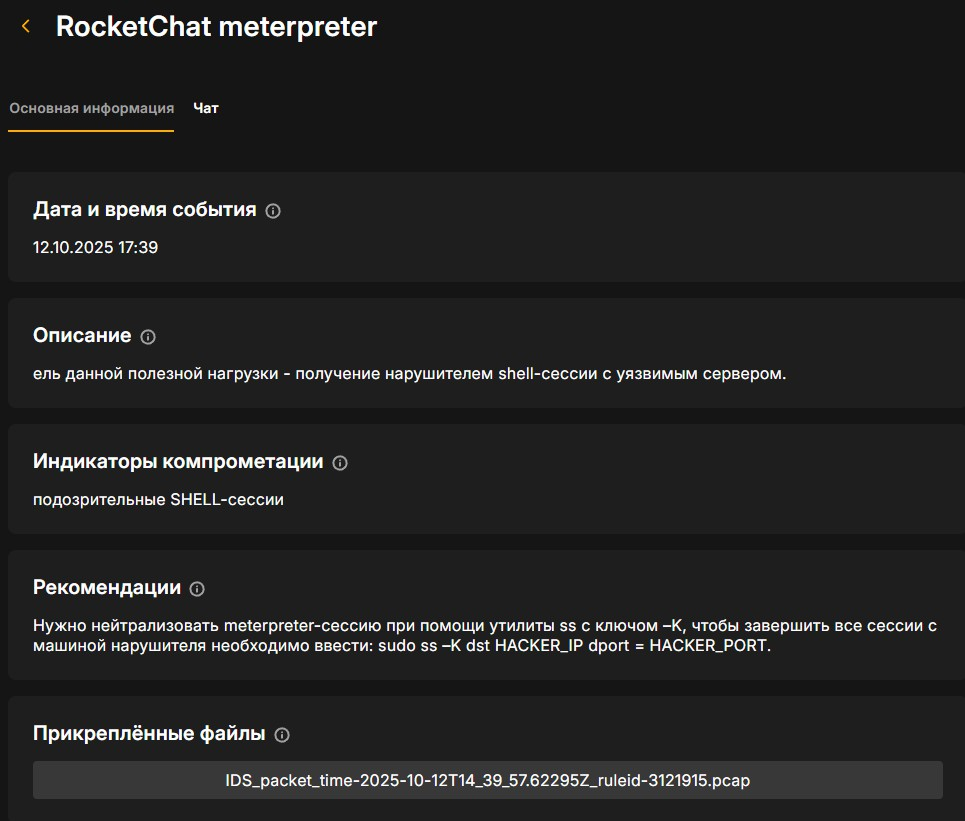 RocketChat meterpreter
Основная информация Чат
Дата и время события
12.10.2025 17:39
Описание
ель данной полезной нагрузки - получение нарушителем shell-сессии с уязвимым сервером.
Индикаторы компрометации
подозрительные SHELL-сессии
Рекомендации
Нужно нейтрализовать meterpreter-сессию при помощи утилиты ss с ключом –K, чтобы завершить все сессии с
машиной нарушителя необходимо ввести: sudo ss –K dst HACKER_IP dport = HACKER_PORT.
Прикреплённые файлы
IDS_packet_time-2025-10-12T14_39_57.62295Z_ruleid-3121915.pcap